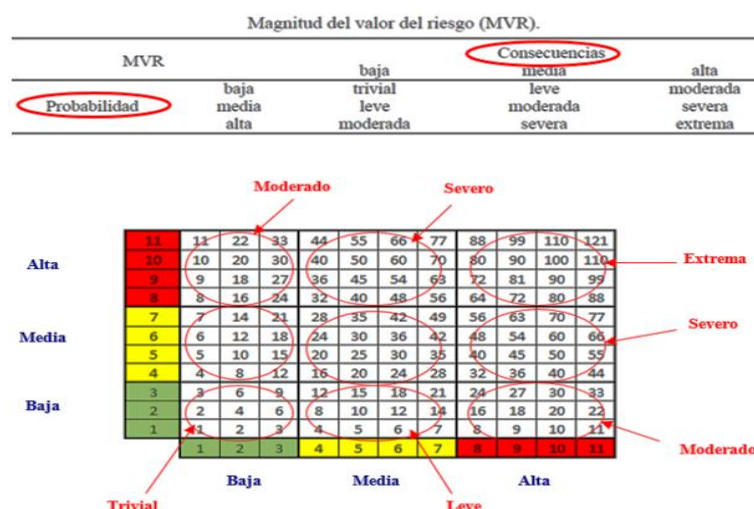 Magnitud del valor del riesgo (MVR).
MVR Consecuencias
baja media alta
Probabilidad baja trivial leve moderada
media leve moderada severa
alta moderada severa extrema
Moderado Severo
11 11 22 33 44 55 66 77 88 99 110 121
Alta 10 10 20 30 40 50 60 70 80 90 100 110 Extrema
9 9 18 27 36 45 54 63 72 81 90 99
8 8 16 24 32 40 48 56 64 72 80 88
7 7 14 21 28 35 42 49 56 63 70 77
Media 6 6 12 18 24 30 36 42 48 54 60 66 Severo
5 5 10 15 20 25 30 35 40 45 50 55
4 4 8 12 16 20 24 28 32 36 40 44
Baja 3 3 6 9 12 15 18 21 24 27 30 33
2 2 4 6 8 10 12 14 16 18 20 22
1 1 2 3 4 5 6 7 8 9 10 11
1 2 3 4 5 6 7 8 9 10 11 Moderado
Baja Media Alta
Trivial Leve